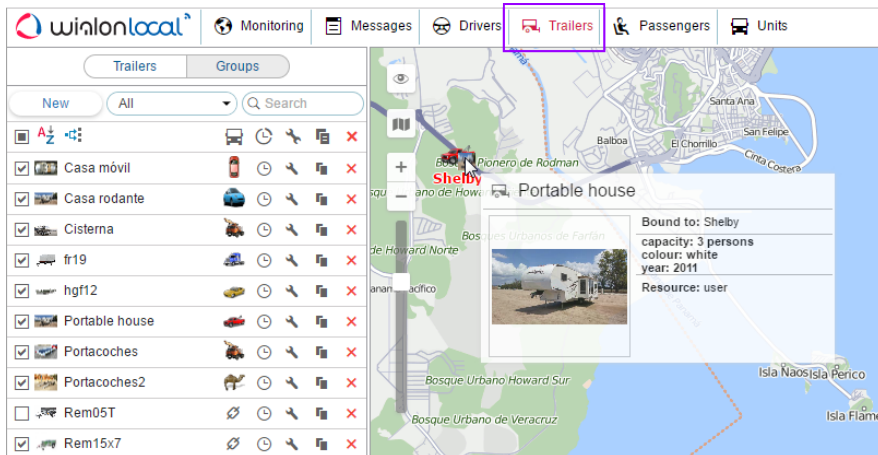 wialonlocal
Monitoring
Messages
Drivers
Trailers
Passengers
Units
Trailers
Groups
New
All
Search
Casa móvil
Casa rodante
Cisterna
fr19
hgf12
Portable house
Portacoches
Portacoches2
Rem05T
Rem15x7
Santa Ana
San Felipe
Balboa
El Chorrillo
Cinta Costera
Pionero de Rodman
Shelby
Portable house
Bound to: Shelby
capacity: 3 persons
colour: white
year: 2011
Resource: user
Bosques Urbanos de Farfán
de Howard Norte
Panamá
Isla Naos
Isla Perico
Isla Flame
Bosque Urbano Howard Sur
Bosque Urbano de Veracruz